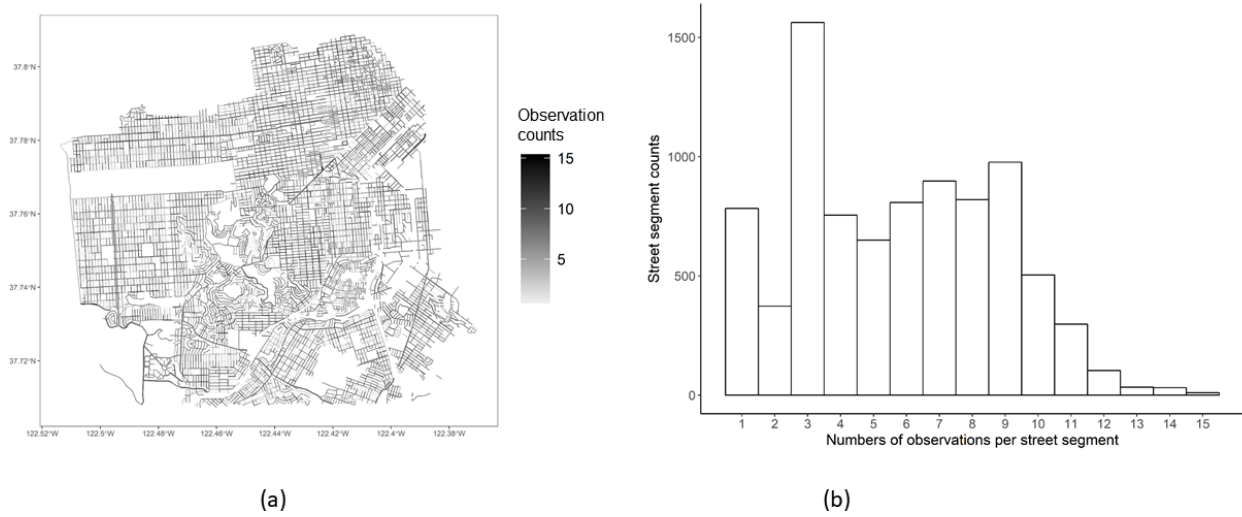 37.8°N
37.78°N
37.76°N
37.74°N
37.72°N
122.52°W 122.5°W 122.48°W 122.46°W 122.44°W 122.42°W 122.4°W 122.38°W
Observation
counts
15
10
5
(a)
Street segment counts
1500
1000
500
0
1 2 3 4 5 6 7 8 9 10 11 12 13 14 15
Numbers of observations per street segment
(b)